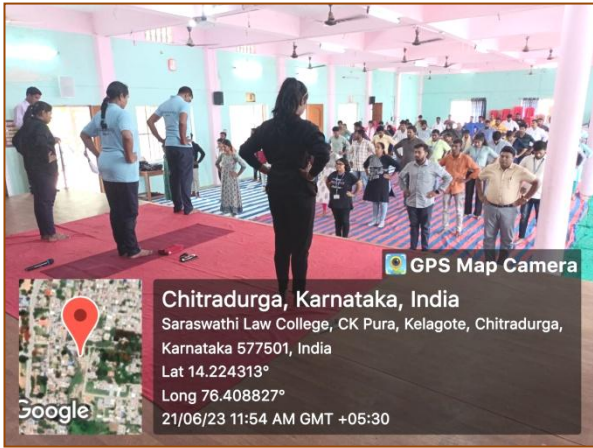 GPS Map Camera
Chitradurga, Karnataka, India
Saraswathi Law College, CK Pura, Kelagote, Chitradurga,
Karnataka 577501, India
Lat 14.224313°
Long 76.408827°
21/06/23 11:54 AM GMT +05:30
Google